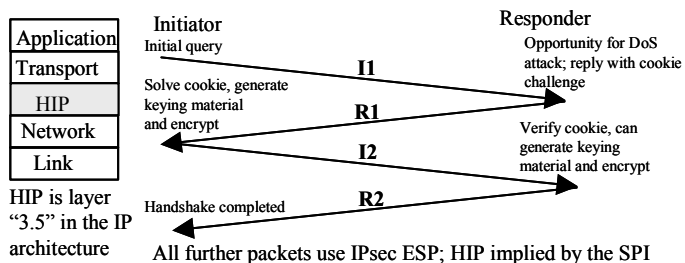 Application
Transport
HIP
Network
Link
HIP is layer
“3.5” in the IP
architecture
Initiator
Initial query
Responder
Opportunity for DoS
attack; reply with cookie
challenge
I1
Solve cookie, generate
keying material
and encrypt
R1
Verify cookie, can
generate keying
material and encrypt
I2
R2
Handshake completed
All further packets use IPsec ESP; HIP implied by the SPI